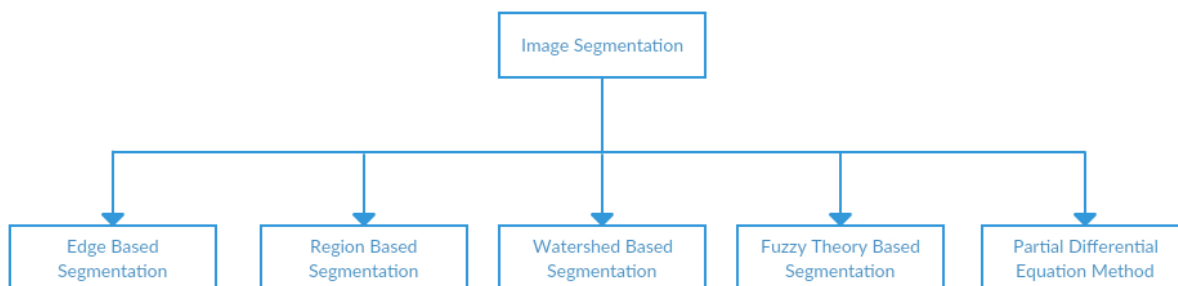 Image Segmentation
Edge Based
Segmentation
Region Based
Segmentation
Watershed Based
Segmentation
Fuzzy Theory Based
Segmentation
Partial Differential
Equation Method